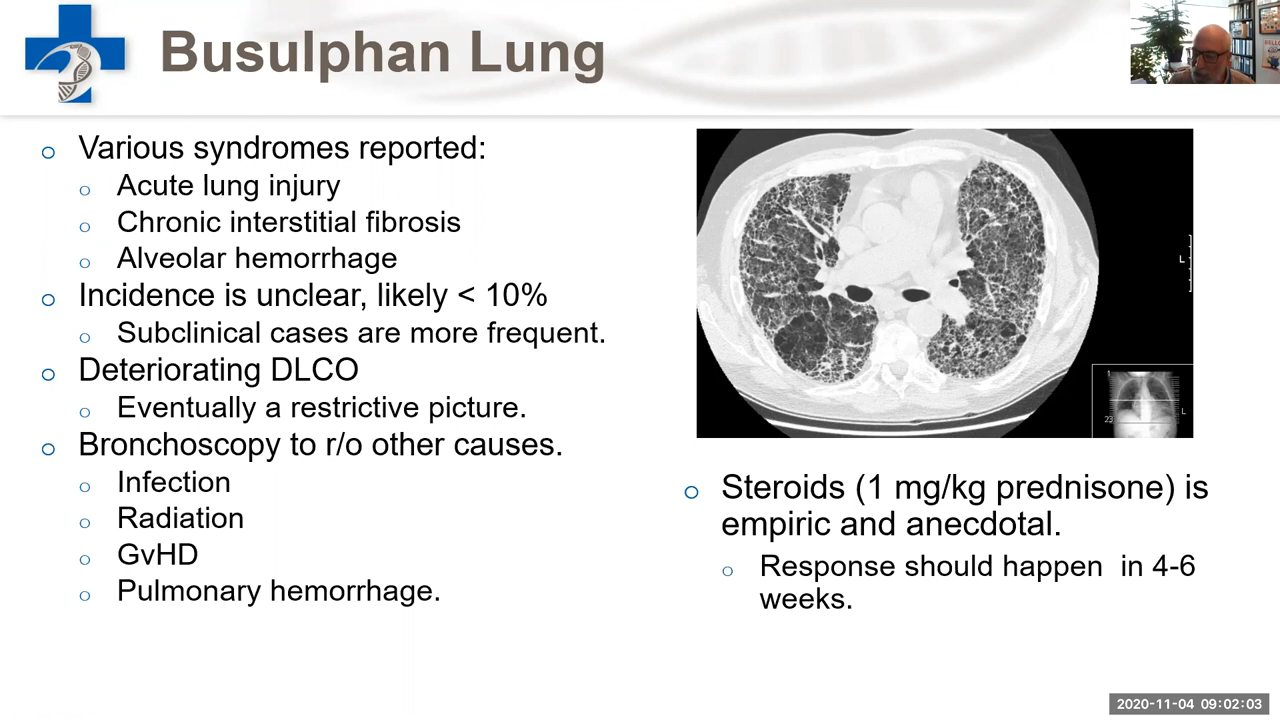 Busulphan Lung
o Various syndromes reported:
o Acute lung injury
o Chronic interstitial fibrosis
o Alveolar hemorrhage
o Incidence is unclear, likely < 10%
o Subclinical cases are more frequent.
o Deteriorating DLCO
o Eventually a restrictive picture.
o Bronchoscopy to r/o other causes.
o Infection
o Radiation
o GvHD
o Pulmonary hemorrhage.
L
1
L
23
o Steroids (1 mg/kg prednisone) is
empiric and anecdotal.
o Response should happen in 4-6
weeks.
2020-11-04 09:02:03